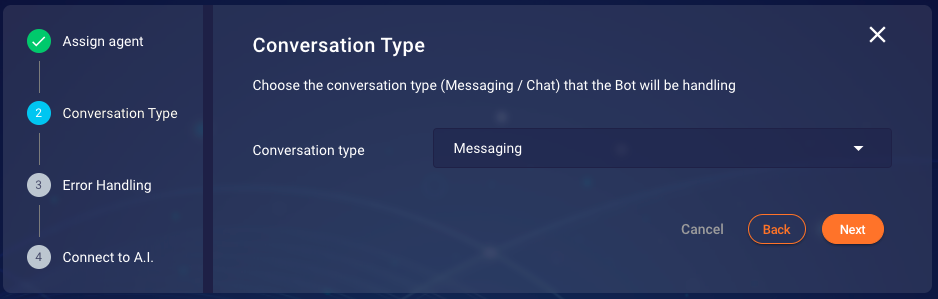 Assign agent
2
Conversation Type
3
Error Handling
4
Connect to A.I.
Conversation Type
Choose the conversation type (Messaging / Chat) that the Bot will be handling
Conversation type
Messaging
Cancel
Back
Next